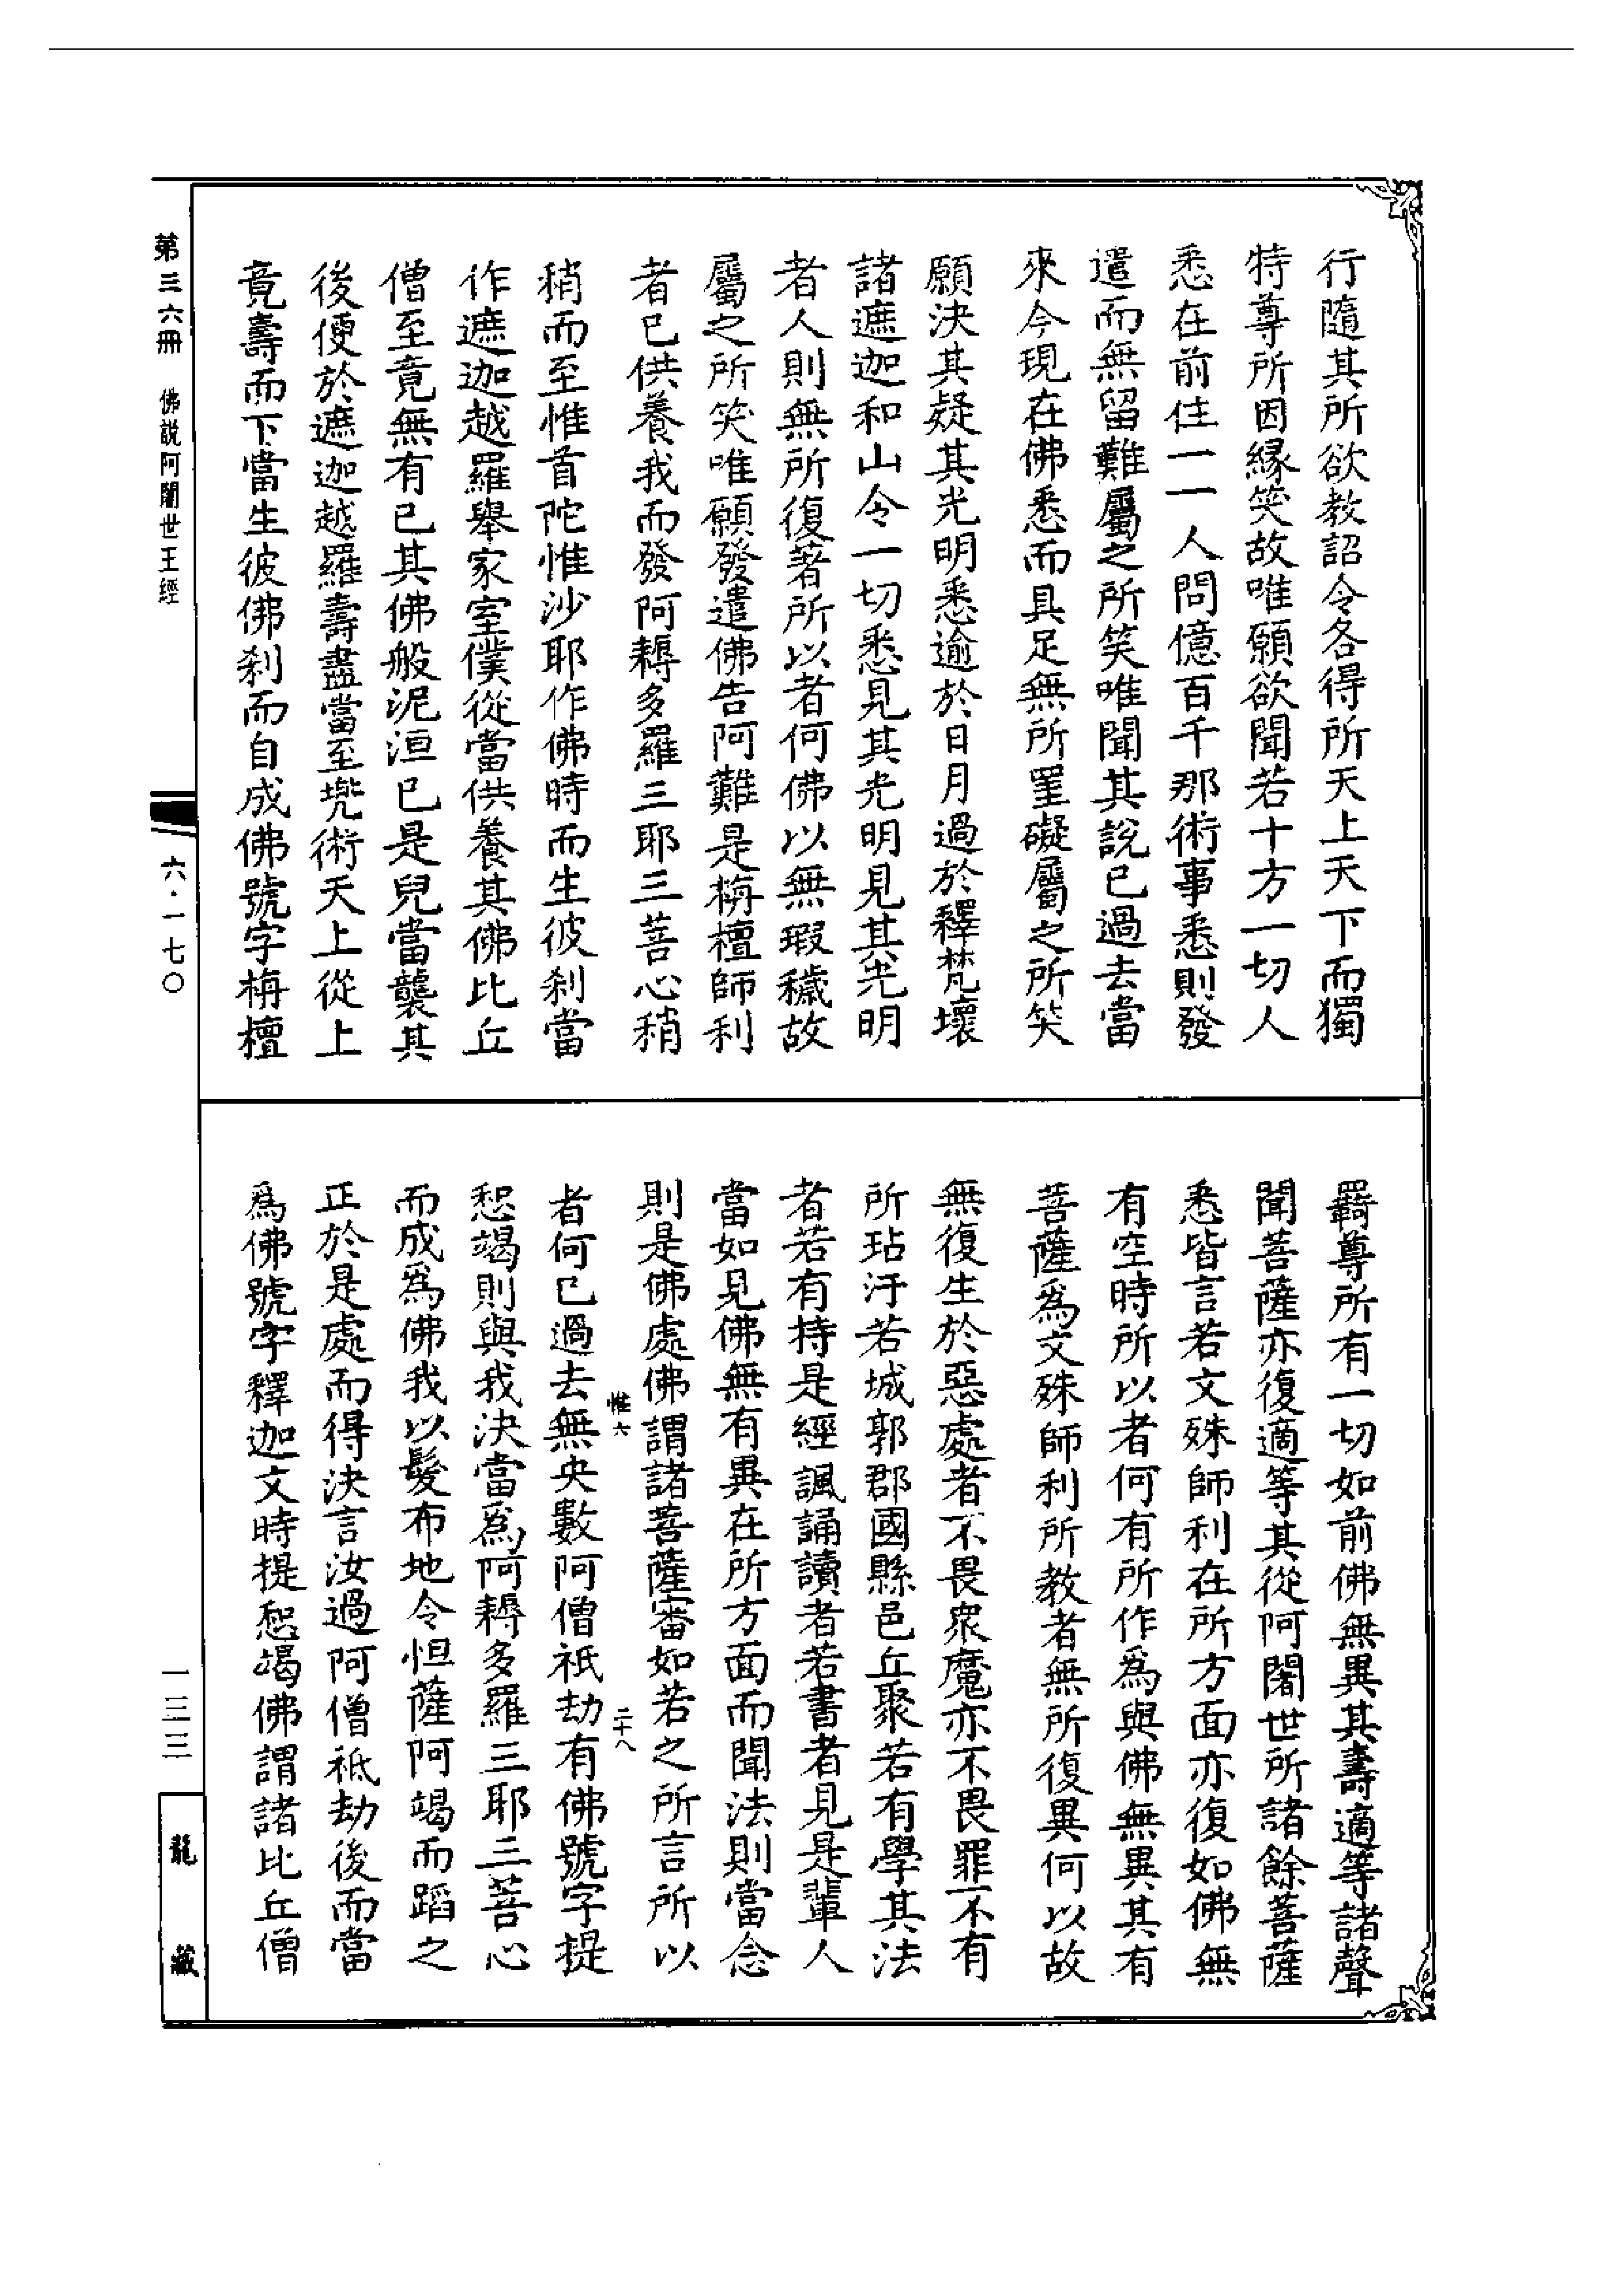 行隨其所欲教詔令各得所天上天下而獨
特尊所因緣笑故唯願欲聞若十方一切人
悉在前住一一人問億百千那術事悉則發
遣而無留難屬之所笑唯聞其說已過去當
來今現在佛悉而具足無所罣礙屬之所笑
願決其疑其光明悉逾於日月過於釋梵壞
諸遮迦和山令一切悉見其光明見其光明
者人則無所復著所以者何佛以無瑕穢故
屬之所笑唯願發遣佛告阿難是栴檀師利
者已供養我而發阿耨多羅三耶三菩心稍
稍而至惟首陀惟沙耶作佛時而生彼刹當
作遮迦越羅舉家室僕從當供養其佛比丘
僧至竟無有已其佛般泥洹已是兒當襲其
後便於遮迦越羅壽盡當至兜術天上從上
竟壽而下當生彼佛刹而自成佛號字栴檀
罽尊所有一切如前佛無異其壽適等諸聲
聞菩薩亦復適等其從阿闍世所諸餘菩薩
悉皆言若文殊師利在所方面亦復如佛無
有空時所以者何有所作為與佛無異其有
菩薩為文殊師利所教者無所復異何以故
無復生於惡處者不畏衆魔亦不畏罪不有
所玷汙若城郭郡國縣邑丘聚若有學其法
者若有持是經諷誦讀者若書者見是輩人
當如見佛無有異在所方面而聞法則當念
則是佛處佛謂諸菩薩審如若之所言所以
惟六
二十八
者何已過去無央數阿僧祇劫有佛號字提
惒竭則與我決當為阿耨多羅三耶三菩心
而成為佛我以髮布地令怛薩阿竭而蹈之
正於是處而得決言汝過阿僧祇劫後而當
為佛號字釋迦文時提惒竭佛謂諸比丘僧
第三六冊 佛說阿闍世王經
六·一七〇
一三三
龍藏